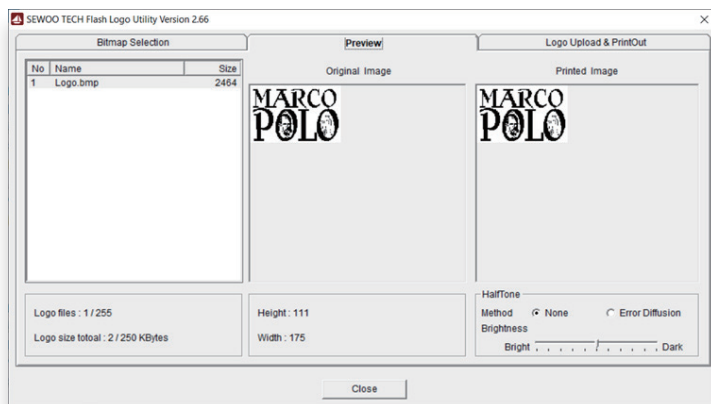 SEWOO TECH Flash Logo Utility Version 2.66
Bitmap Selection
Preview
Logo Upload & PrintOut
No Name Size
1 Logo.bmp 2464
Original Image
MARCO
POLO
Printed Image
MARCO
POLO
Logo files : 1 / 255
Logo size totoal : 2 / 250 KBytes
Height : 111
Width : 175
HalfTone
Method None Error Diffusion
Brightness
Bright Dark
Close